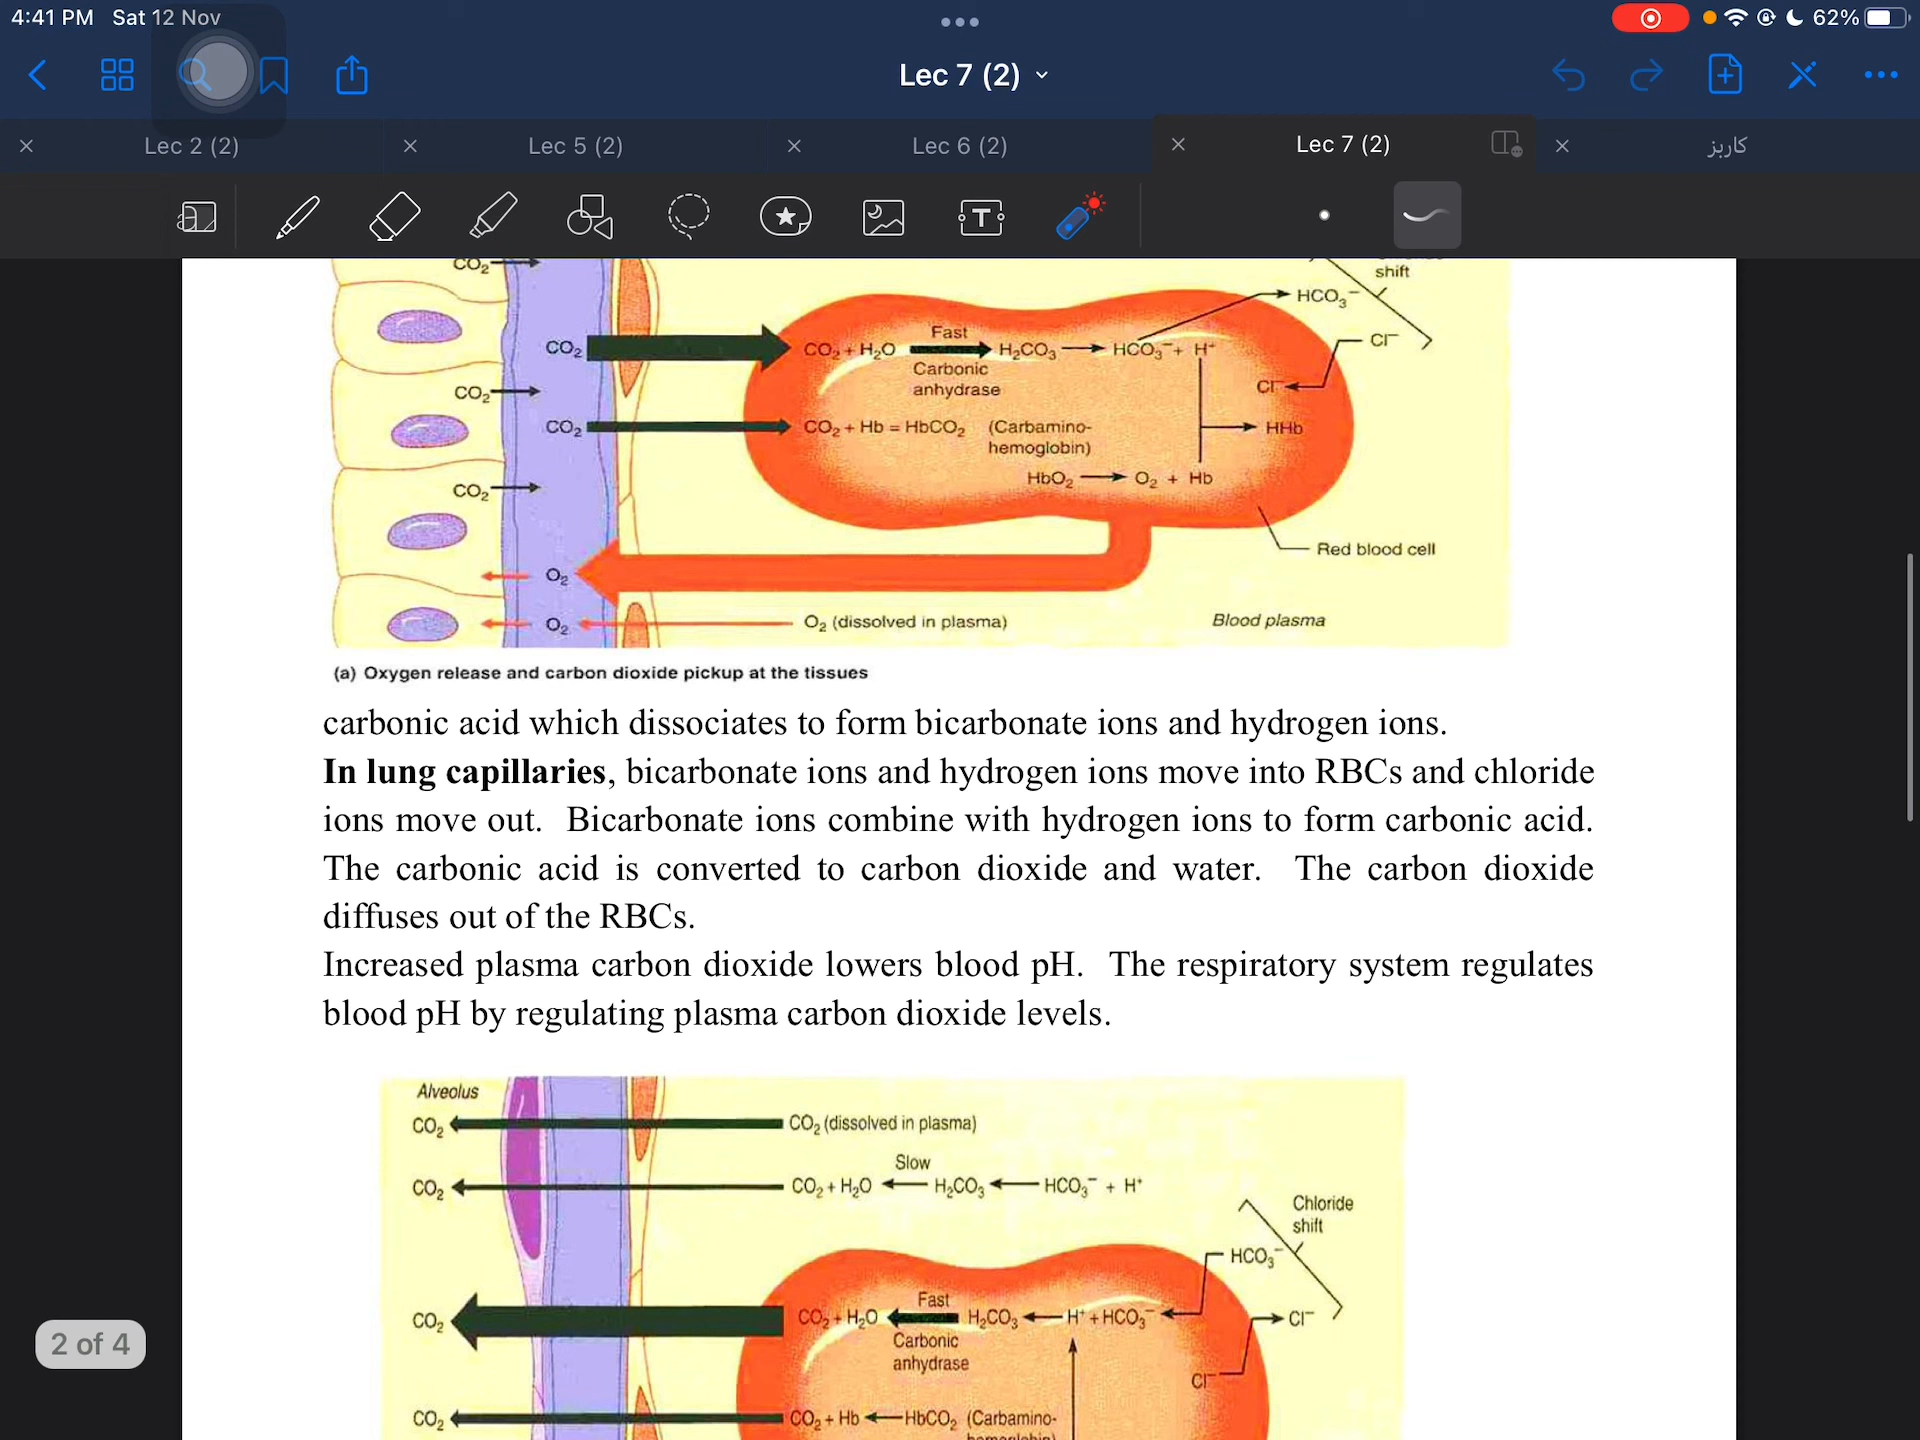 4:41 PM Sat 12 Nov
62%
Lec 7 (2)
Lec 2 (2)
Lec 5 (2)
Lec 6 (2)
Lec 7 (2)
كاربز
CO₂
shift
HCO₃⁻
CO₂
CO₂ + H₂O Fast H₂CO₃ HCO₃⁻ + H⁺
Cl⁻
Carbonic
anhydrase
Cl⁻
CO₂
CO₂
CO₂ + Hb = HbCO₂ (Carbamino-
hemoglobin)
HHb
HbO₂ O₂ + Hb
CO₂
Red blood cell
O₂
O₂
O₂ (dissolved in plasma)
Blood plasma
(a) Oxygen release and carbon dioxide pickup at the tissues
carbonic acid which dissociates to form bicarbonate ions and hydrogen ions.
In lung capillaries, bicarbonate ions and hydrogen ions move into RBCs and chloride
ions move out. Bicarbonate ions combine with hydrogen ions to form carbonic acid.
The carbonic acid is converted to carbon dioxide and water. The carbon dioxide
diffuses out of the RBCs.
Increased plasma carbon dioxide lowers blood pH. The respiratory system regulates
blood pH by regulating plasma carbon dioxide levels.
Alveolus
CO₂
CO₂ (dissolved in plasma)
Slow
CO₂
CO₂ + H₂O H₂CO₃ HCO₃⁻ + H⁺
Chloride
shift
HCO₃⁻
Fast
CO₂
CO₂ + H₂O H₂CO₃ H⁺ + HCO₃⁻
Cl⁻
Carbonic
anhydrase
Cl⁻
CO₂
CO₂ + Hb HbCO₂ (Carbamino-
2 of 4